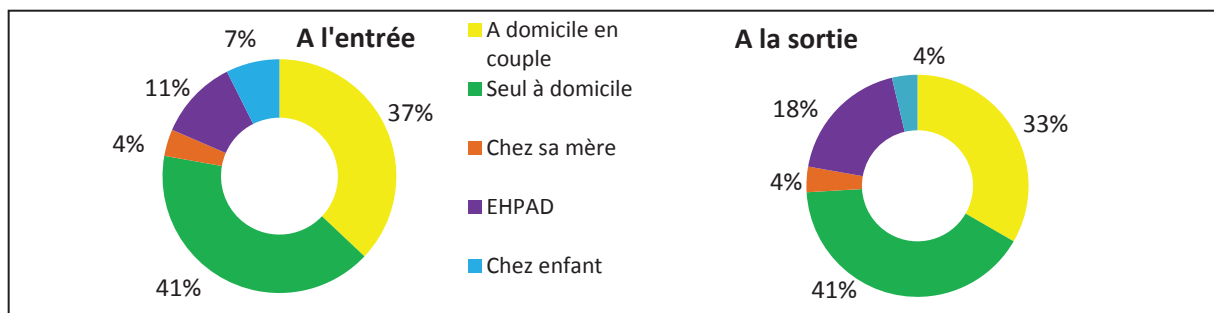 A l'entrée
7%
11%
4%
37%
41%
A domicile en
couple
Seul à domicile
Chez sa mère
EHPAD
Chez enfant
A la sortie
4%
18%
4%
33%
41%